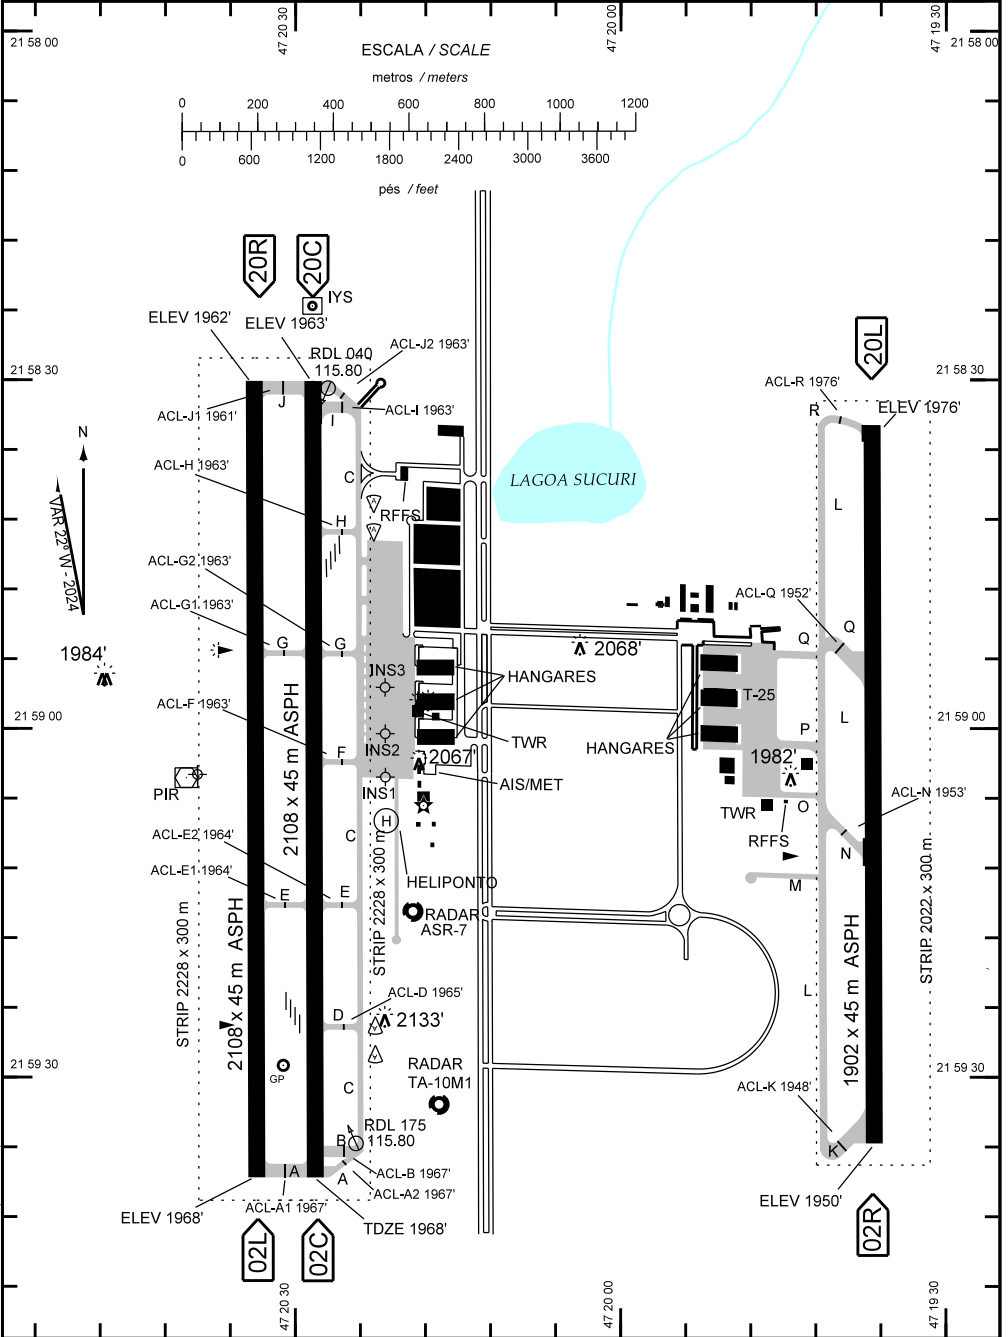 47 20 30
47 20 00
47 19 30
21 58 00
21 58 00
ESCALA / SCALE
metros / meters
0 200 400 600 800 1000 1200
0 600 1200 1800 2400 3000 3600
pés / feet
20R
20C
IYS
ELEV 1962'
ELEV 1963'
RDL 040
115.80
ACL-J2 1963'
20L
21 58 30
21 58 30
ACL-R 1976'
R
ELEV 1976'
ACL-J1 1961'
J
I
ACL-I 1963'
N
VAR 22° W - 2024
ACL-H 1963'
C
H
A
A
RFFS
LAGOA SUCURI
L
ACL-G2 1963'
ACL-G1 1963'
G
G
ACL-Q 1952'
Q
Q
1984'
2068'
INS3
HANGARES
T-25
ACL-F 1963'
F
L
P
21 59 00
21 59 00
INS2
TWR
HANGARES
2067'
1982'
PIR
INS1
AIS/MET
ACL-N 1953'
O
TWR
RFFS
N
H
2108 x 45 m ASPH
ACL-E2 1964'
C
ACL-E1 1964'
E
E
HELIPONTO
M
STRIP 2228 x 300 m
RADAR
ASR-7
2108 x 45 m ASPH
STRIP 2228 x 300 m
1902 x 45 m ASPH
STRIP 2022 x 300 m
L
ACL-D 1965'
D
2133'
A
A
GP
C
21 59 30
21 59 30
RADAR
TA-10M1
ACL-K 1948'
RDL 175
115.80
B
K
A
A
ACL-B 1967'
ACL-A2 1967'
ACL-A1 1967'
ELEV 1968'
TDZE 1968'
ELEV 1950'
02L
02C
02R
47 20 30
47 20 00
47 19 30